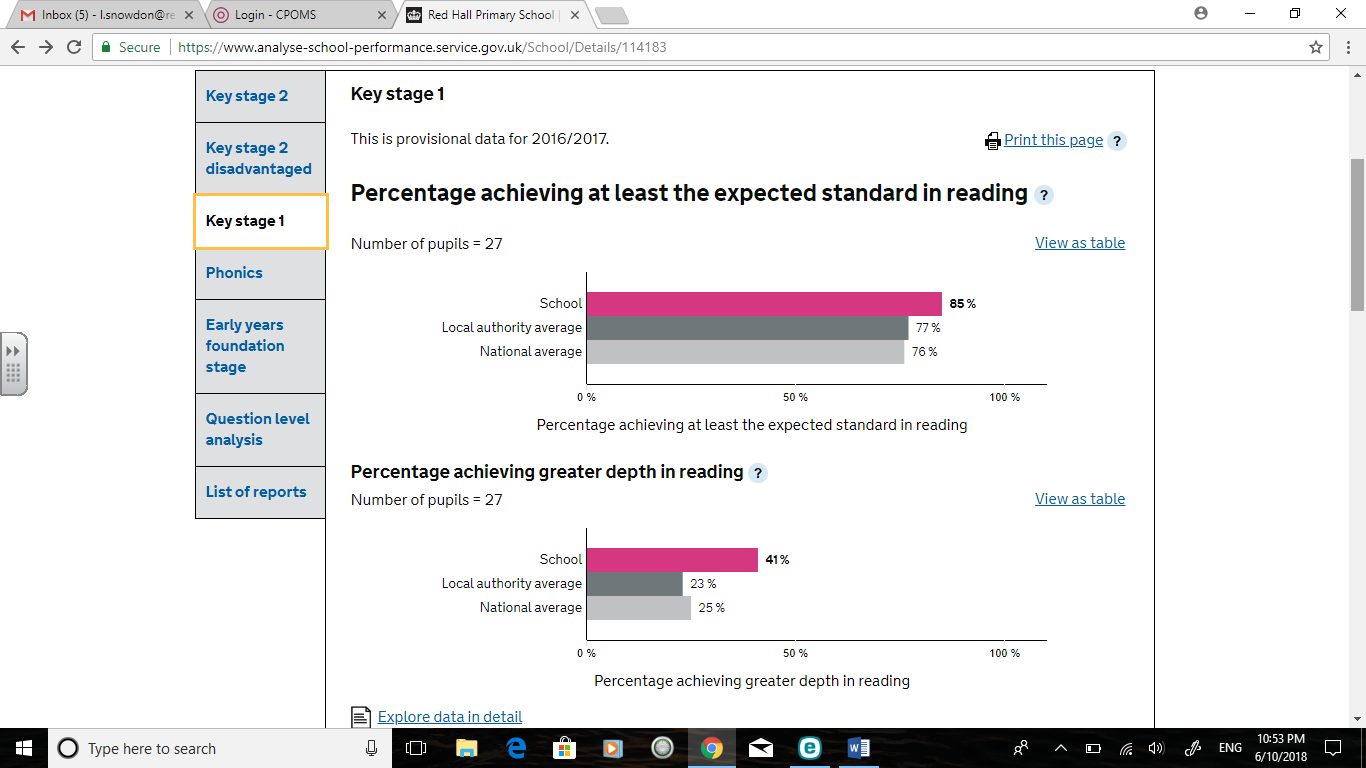 Inbox (5) - l.snowdon@re
Login - CPOMS
Red Hall Primary School |
Secure
https://www.analyse-school-performance.service.gov.uk/School/Details/114183
Key stage 2
Key stage 2
disadvantaged
Key stage 1
Phonics
Early years
foundation
stage
Question level
analysis
List of reports
Key stage 1
This is provisional data for 2016/2017.
Print this page ?
Percentage achieving at least the expected standard in reading ?
Number of pupils = 27
View as table
School 85 %
Local authority average 77 %
National average 76 %
0 % 50 % 100 %
Percentage achieving at least the expected standard in reading
Percentage achieving greater depth in reading ?
Number of pupils = 27
View as table
School 41 %
Local authority average 23 %
National average 25 %
0 % 50 % 100 %
Percentage achieving greater depth in reading
Explore data in detail
Type here to search
ENG
10:53 PM
6/10/2018